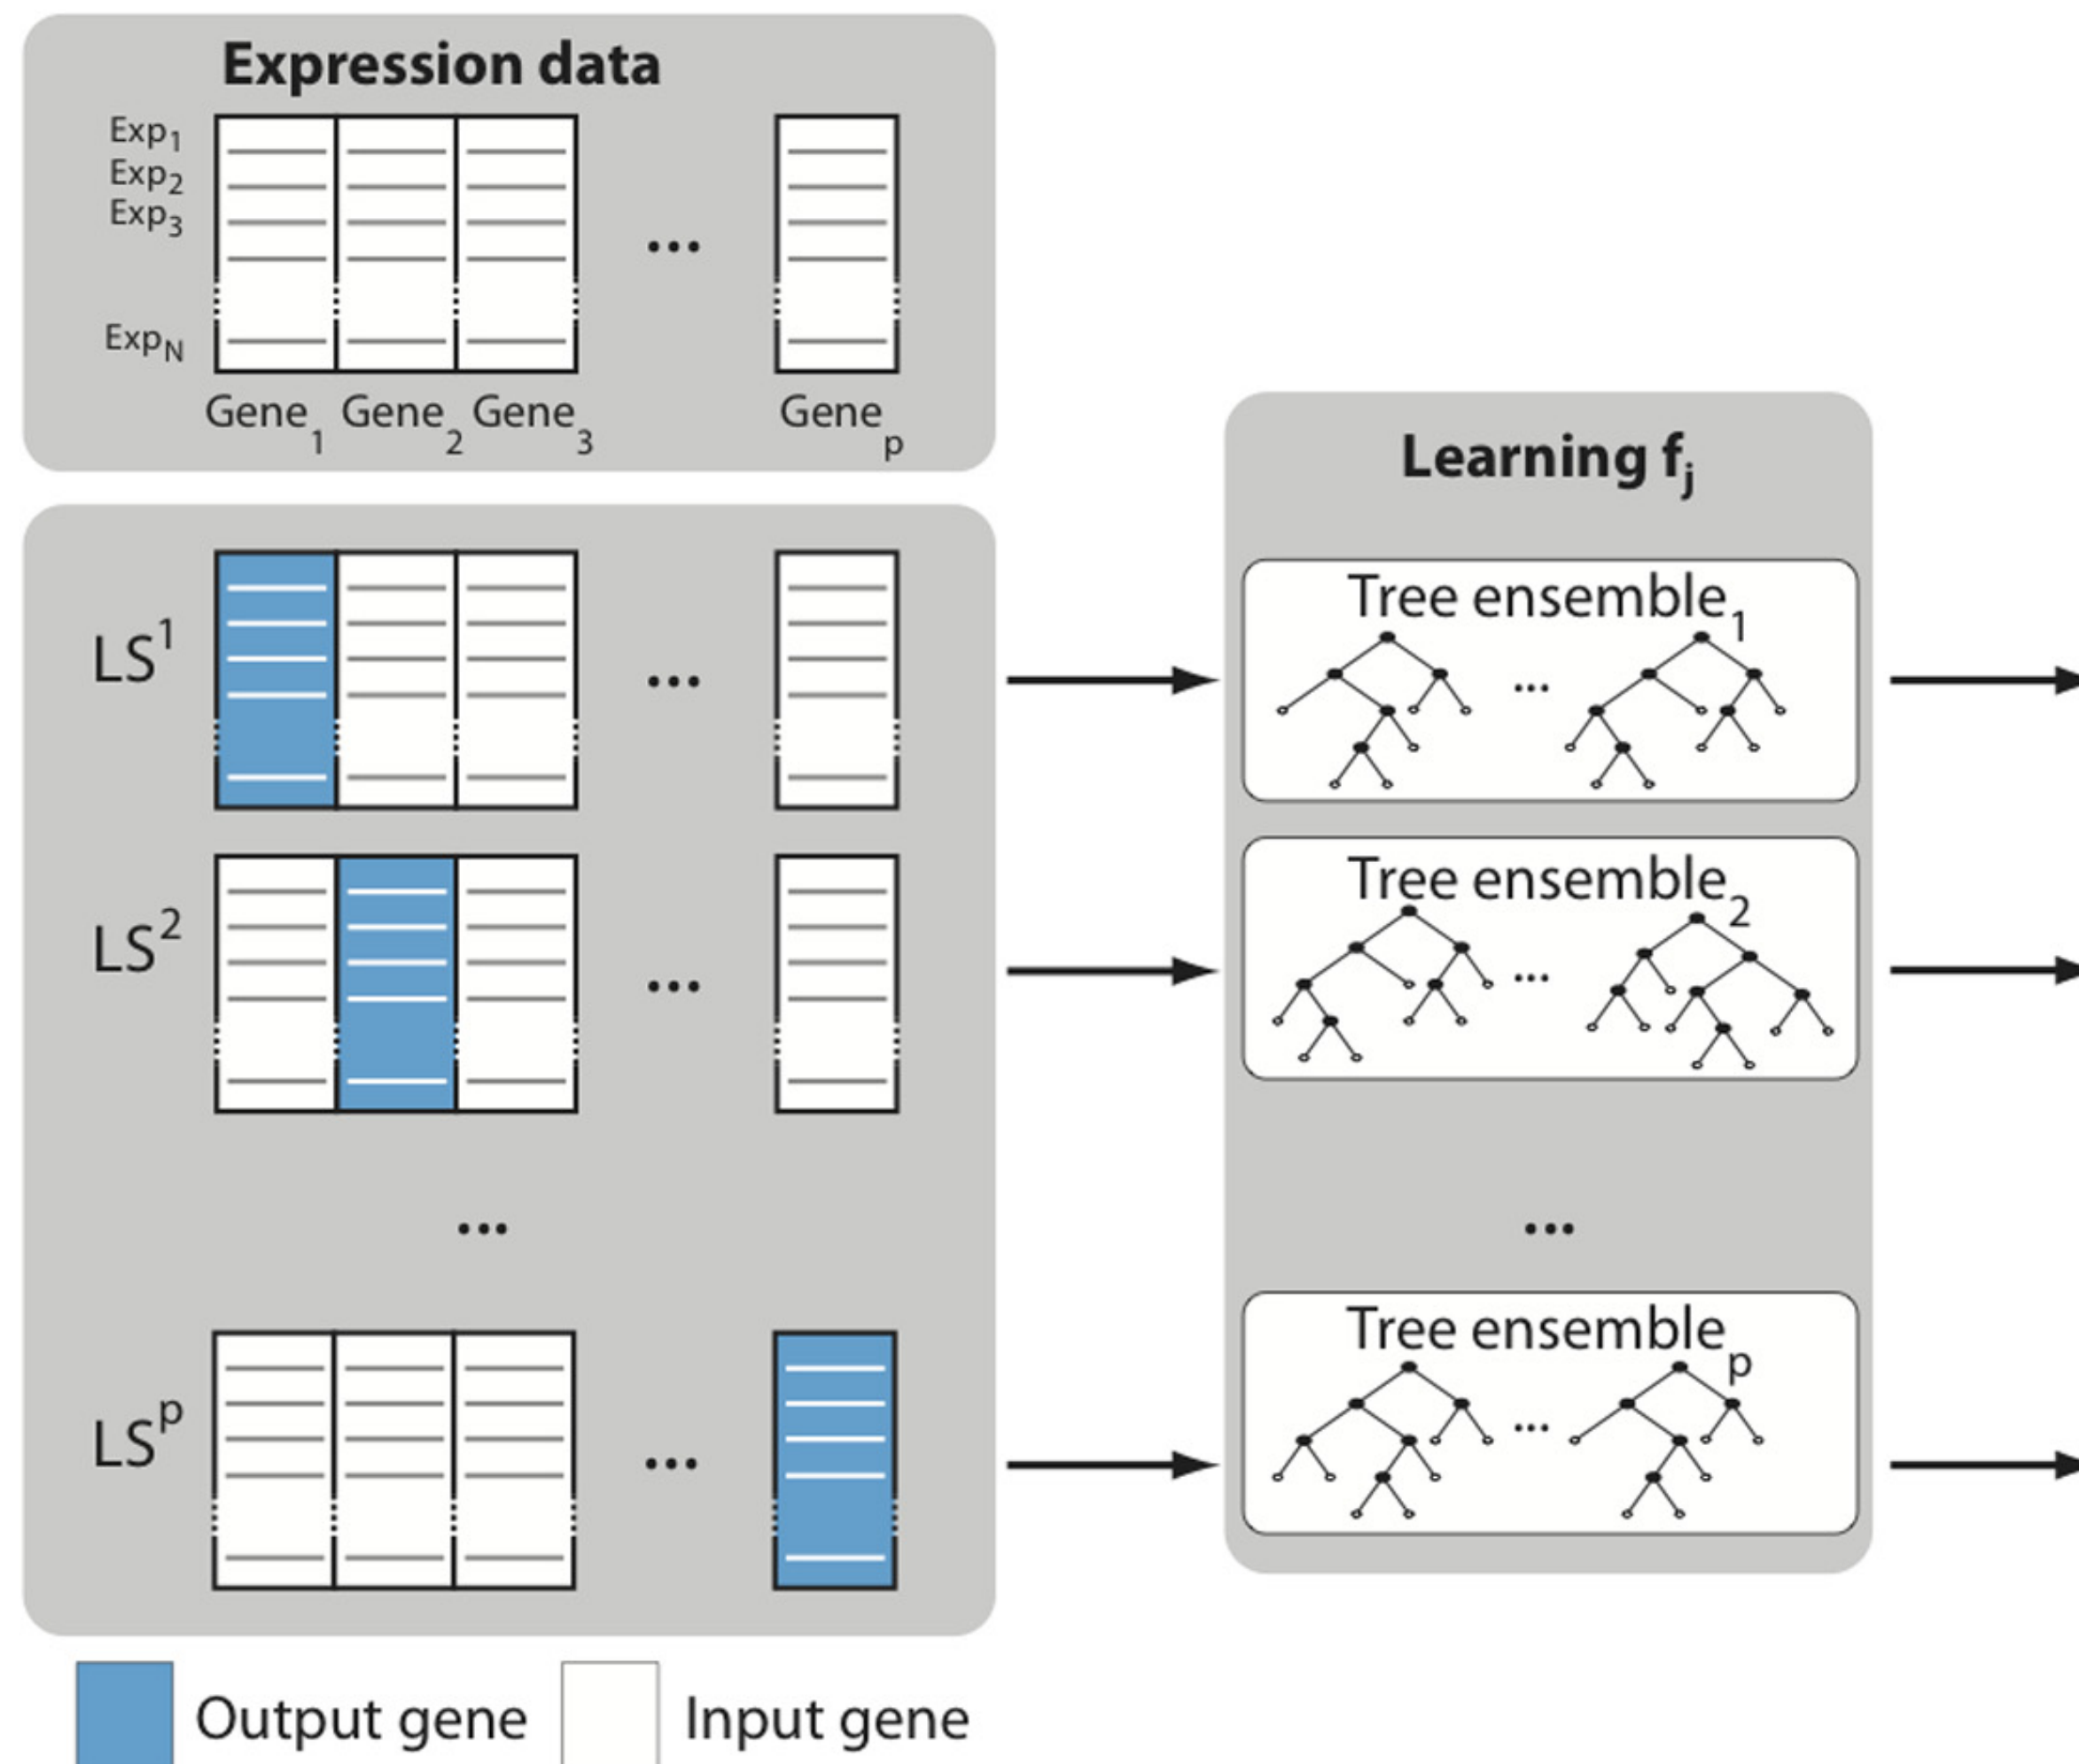 Expression data
Exp1
Exp2
Exp3
...
ExpN
Gene1 Gene2 Gene3 Genep
LS1
...
LS2
...
...
LSp
...
Output gene Input gene
Learning fj
Tree ensemble1
...
Tree ensemble2
...
...
Tree ensemblep
...